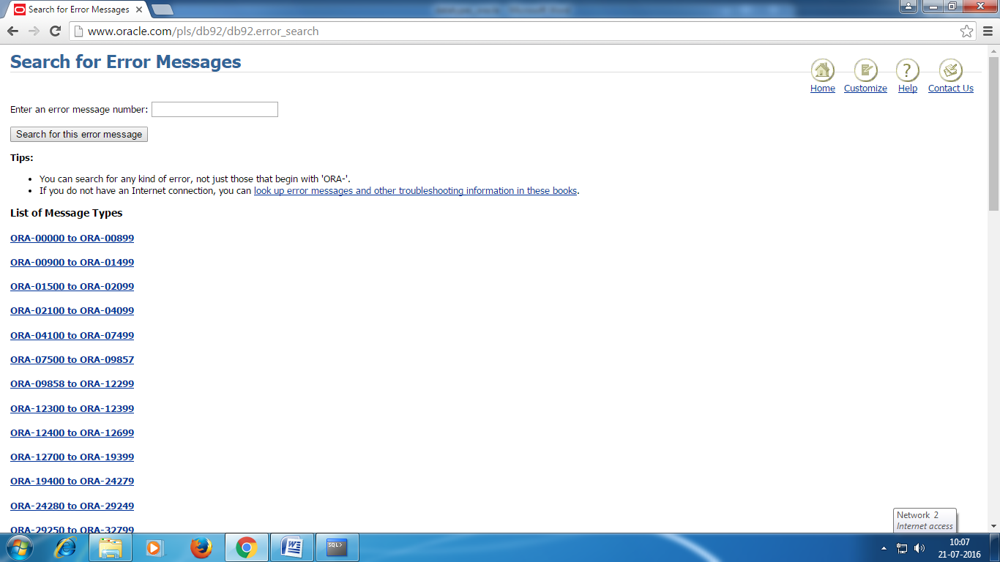 Search for Error Messages
www.oracle.com/pls/db92/db92.error_search
Search for Error Messages
Home Customize Help Contact Us
Enter an error message number:
Search for this error message
Tips:
• You can search for any kind of error, not just those that begin with 'ORA-'.
• If you do not have an Internet connection, you can look up error messages and other troubleshooting information in these books.
List of Message Types
ORA-00000 to ORA-00899
ORA-00900 to ORA-01499
ORA-01500 to ORA-02099
ORA-02100 to ORA-04099
ORA-04100 to ORA-07499
ORA-07500 to ORA-09857
ORA-09858 to ORA-12299
ORA-12300 to ORA-12399
ORA-12400 to ORA-12699
ORA-12700 to ORA-19399
ORA-19400 to ORA-24279
ORA-24280 to ORA-29249
ORA-29250 to ORA-32799
Network 2
Internet access
SQL>
10:07
21-07-2016